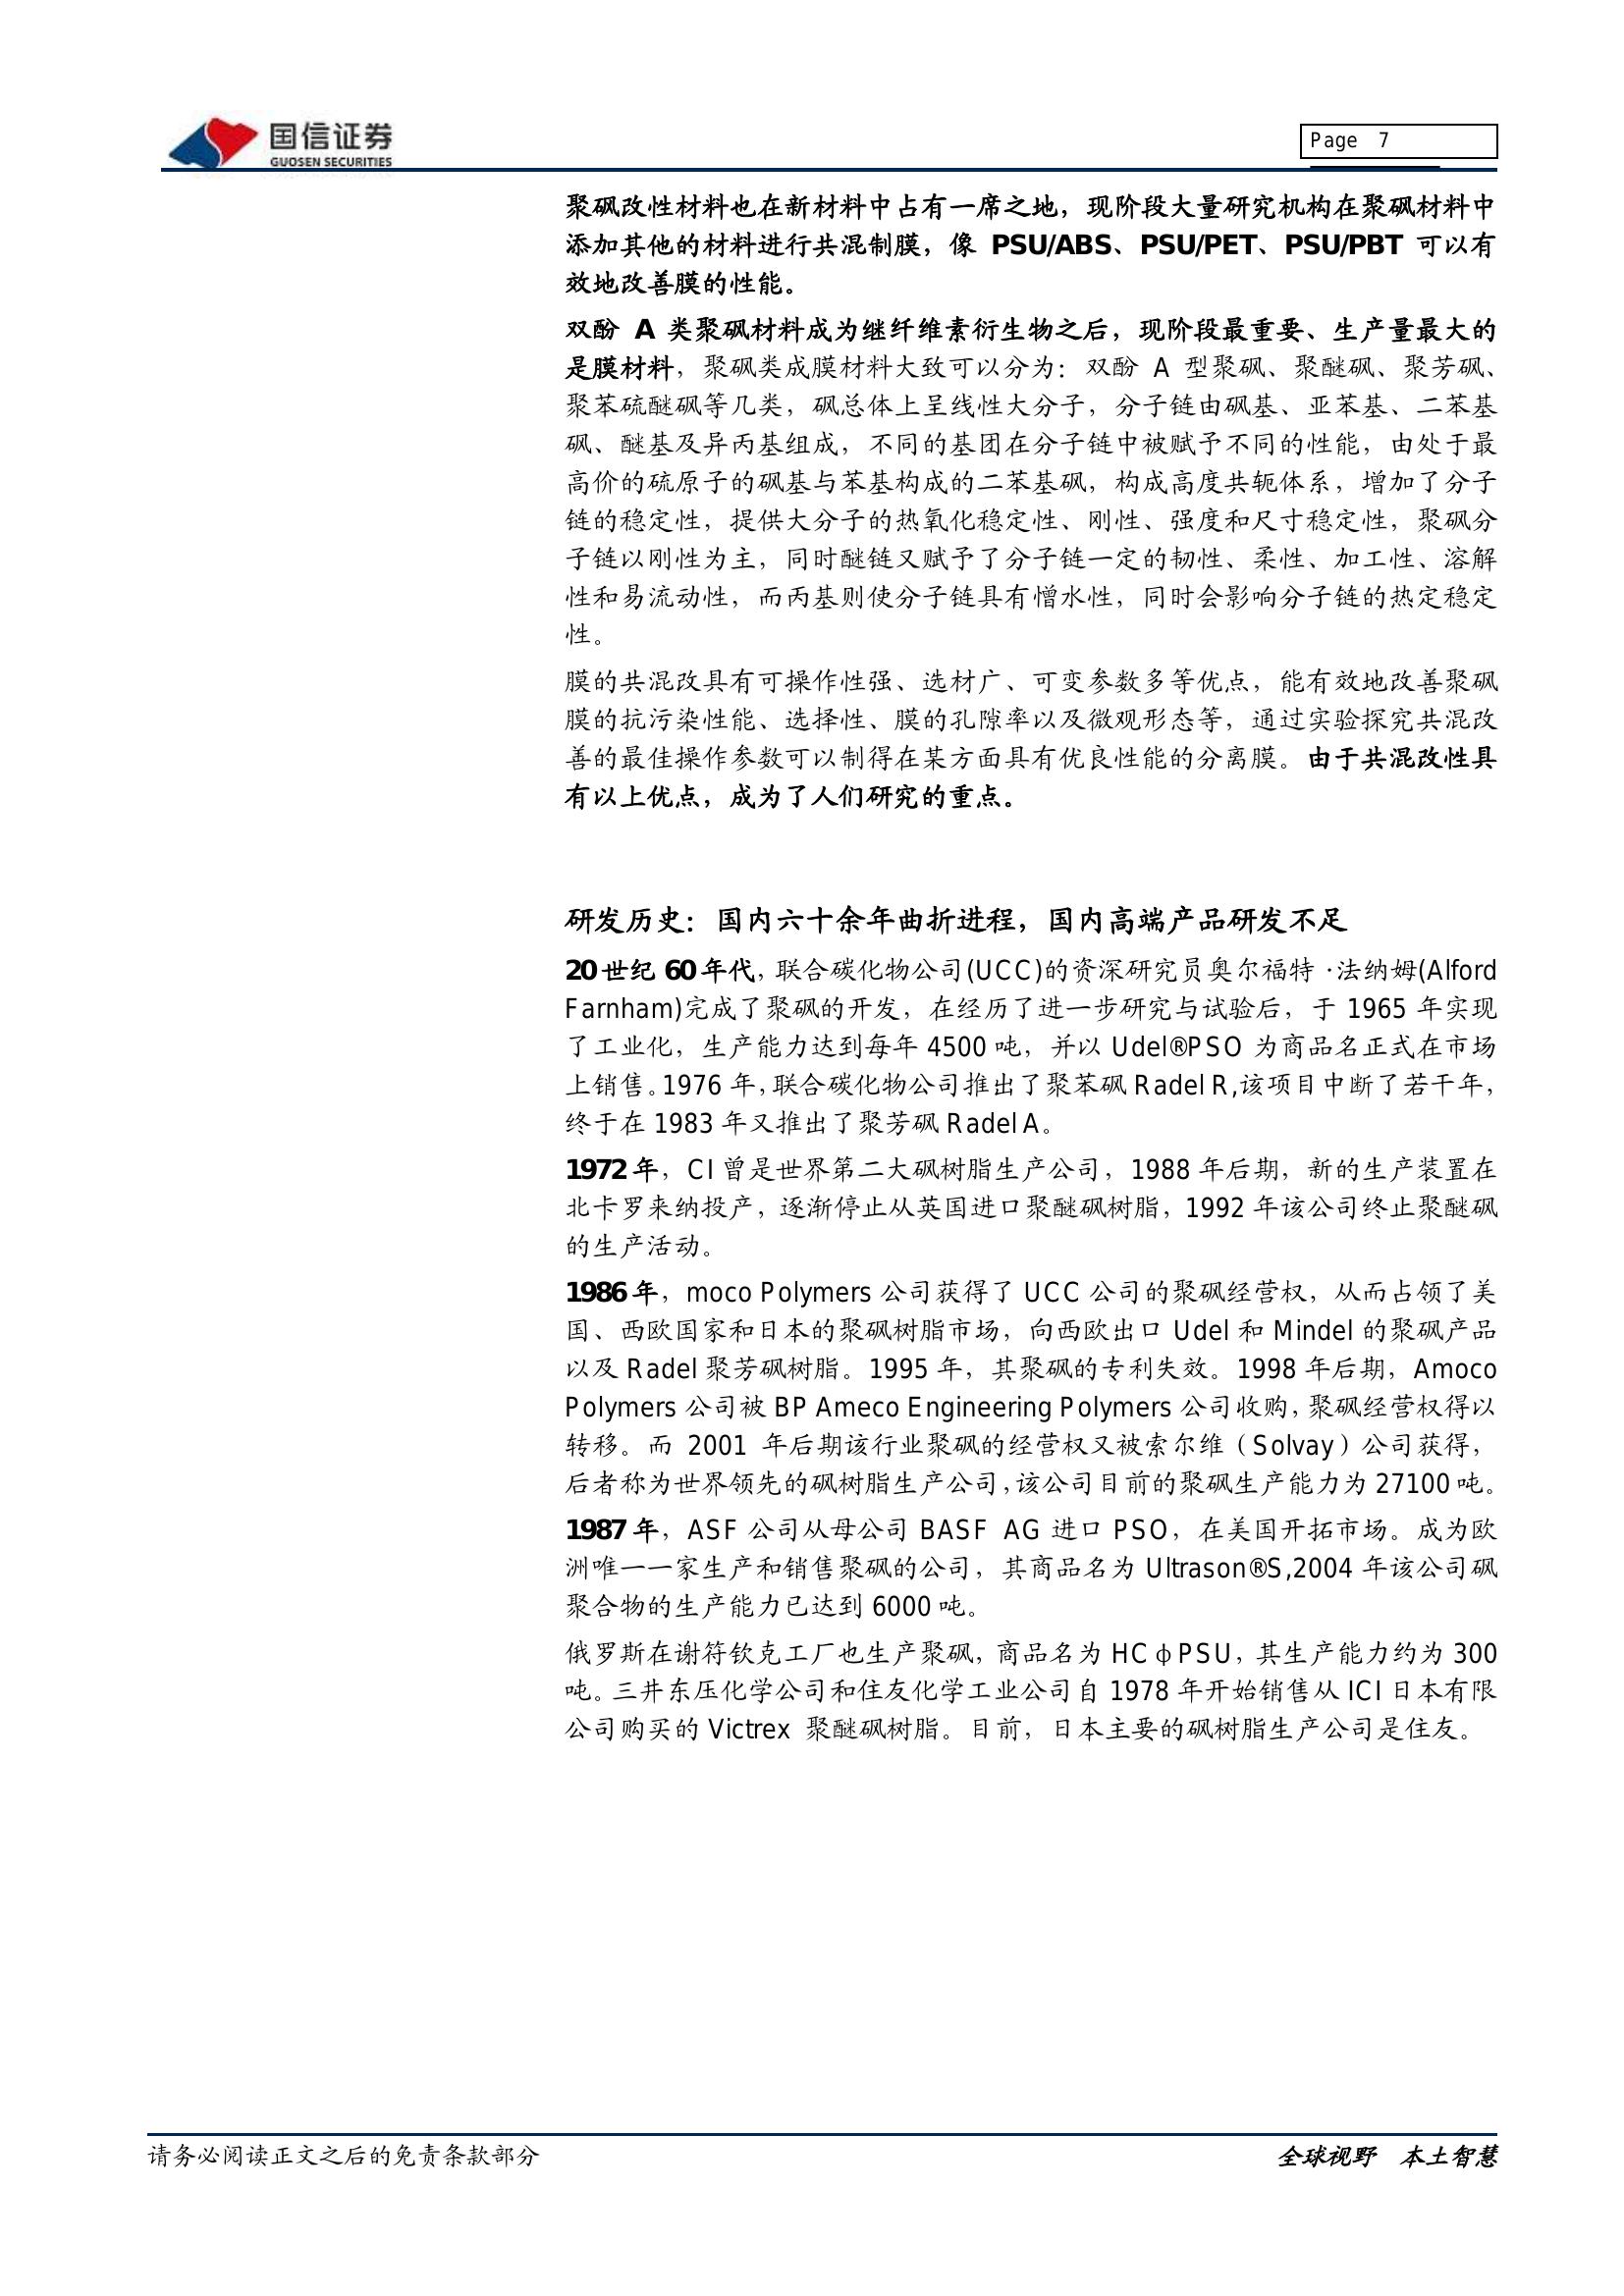 国信证券
GUOSEN SECURITIES
Page 7
聚砜改性材料也在新材料中占有一席之地，现阶段大量研究机构在聚砜材料中
添加其他的材料进行共混制膜，像 PSU/ABS、PSU/PET、PSU/PBT 可以有
效地改善膜的性能。
双酚 A 类聚砜材料成为继纤维素衍生物之后，现阶段最重要、生产量最大的
是膜材料，聚砜类成膜材料大致可以分为：双酚 A 型聚砜、聚醚砜、聚芳砜、
聚苯硫醚砜等几类，砜总体上呈线性大分子，分子链由砜基、亚苯基、二苯基
砜、醚基及异丙基组成，不同的基团在分子链中被赋予不同的性能，由处于最
高价的硫原子的砜基与苯基构成的二苯基砜，构成高度共轭体系，增加了分子
链的稳定性，提供大分子的热氧化稳定性、刚性、强度和尺寸稳定性，聚砜分
子链以刚性为主，同时醚链又赋予了分子链一定的韧性、柔性、加工性、溶解
性和易流动性，而丙基则使分子链具有憎水性，同时会影响分子链的热定稳定
性。
膜的共混改具有可操作性强、选材广、可变参数多等优点，能有效地改善聚砜
膜的抗污染性能、选择性、膜的孔隙率以及微观形态等，通过实验探究共混改
善的最佳操作参数可以制得在某方面具有优良性能的分离膜。由于共混改性具
有以上优点，成为了人们研究的重点。
研发历史：国内六十余年曲折进程，国内高端产品研发不足
20世纪60年代，联合碳化物公司(UCC)的资深研究员奥尔福特·法纳姆(Alford
Farnham)完成了聚砜的开发，在经历了进一步研究与试验后，于 1965 年实现
了工业化，生产能力达到每年 4500 吨，并以 Udel®PSO 为商品名正式在市场
上销售。1976 年，联合碳化物公司推出了聚苯砜 Radel R,该项目中断了若干年，
终于在 1983 年又推出了聚芳砜 Radel A。
1972年，CI 曾是世界第二大砜树脂生产公司，1988 年后期，新的生产装置在
北卡罗来纳投产，逐渐停止从英国进口聚醚砜树脂，1992 年该公司终止聚醚砜
的生产活动。
1986年，moco Polymers 公司获得了 UCC 公司的聚砜经营权，从而占领了美
国、西欧国家和日本的聚砜树脂市场，向西欧出口 Udel 和 Mindel 的聚砜产品
以及 Radel 聚芳砜树脂。1995 年，其聚砜的专利失效。1998 年后期，Amoco
Polymers 公司被 BP Ameco Engineering Polymers 公司收购，聚砜经营权得以
转移。而 2001 年后期该行业聚砜的经营权又被索尔维（Solvay）公司获得，
后者称为世界领先的砜树脂生产公司，该公司目前的聚砜生产能力为 27100 吨。
1987年，ASF 公司从母公司 BASF AG 进口 PSO，在美国开拓市场。成为欧
洲唯一一家生产和销售聚砜的公司，其商品名为 Ultrason®S,2004 年该公司砜
聚合物的生产能力已达到 6000 吨。
俄罗斯在谢符钦克工厂也生产聚砜，商品名为 HCфPSU，其生产能力约为 300
吨。三井东压化学公司和住友化学工业公司自 1978 年开始销售从 ICI 日本有限
公司购买的 Victrex 聚醚砜树脂。目前，日本主要的砜树脂生产公司是住友。
请务必阅读正文之后的免责条款部分
全球视野 本土智慧